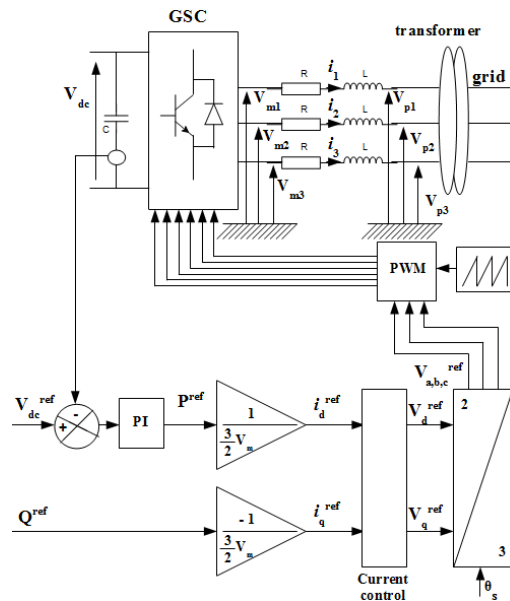 GSC
transformer
grid
V_dc
C
R
i_1
L
V_m1
V_p1
R
i_2
L
V_m2
V_p2
R
i_3
L
V_m3
V_p3
PWM
V_a,b,c^ref
V_dc^ref
-
+
PI
P^ref
1
3/2 V_m
i_d^ref
V_d^ref
2
Q^ref
-1
3/2 V_m
i_q^ref
V_q^ref
3
Current
control
θ_s